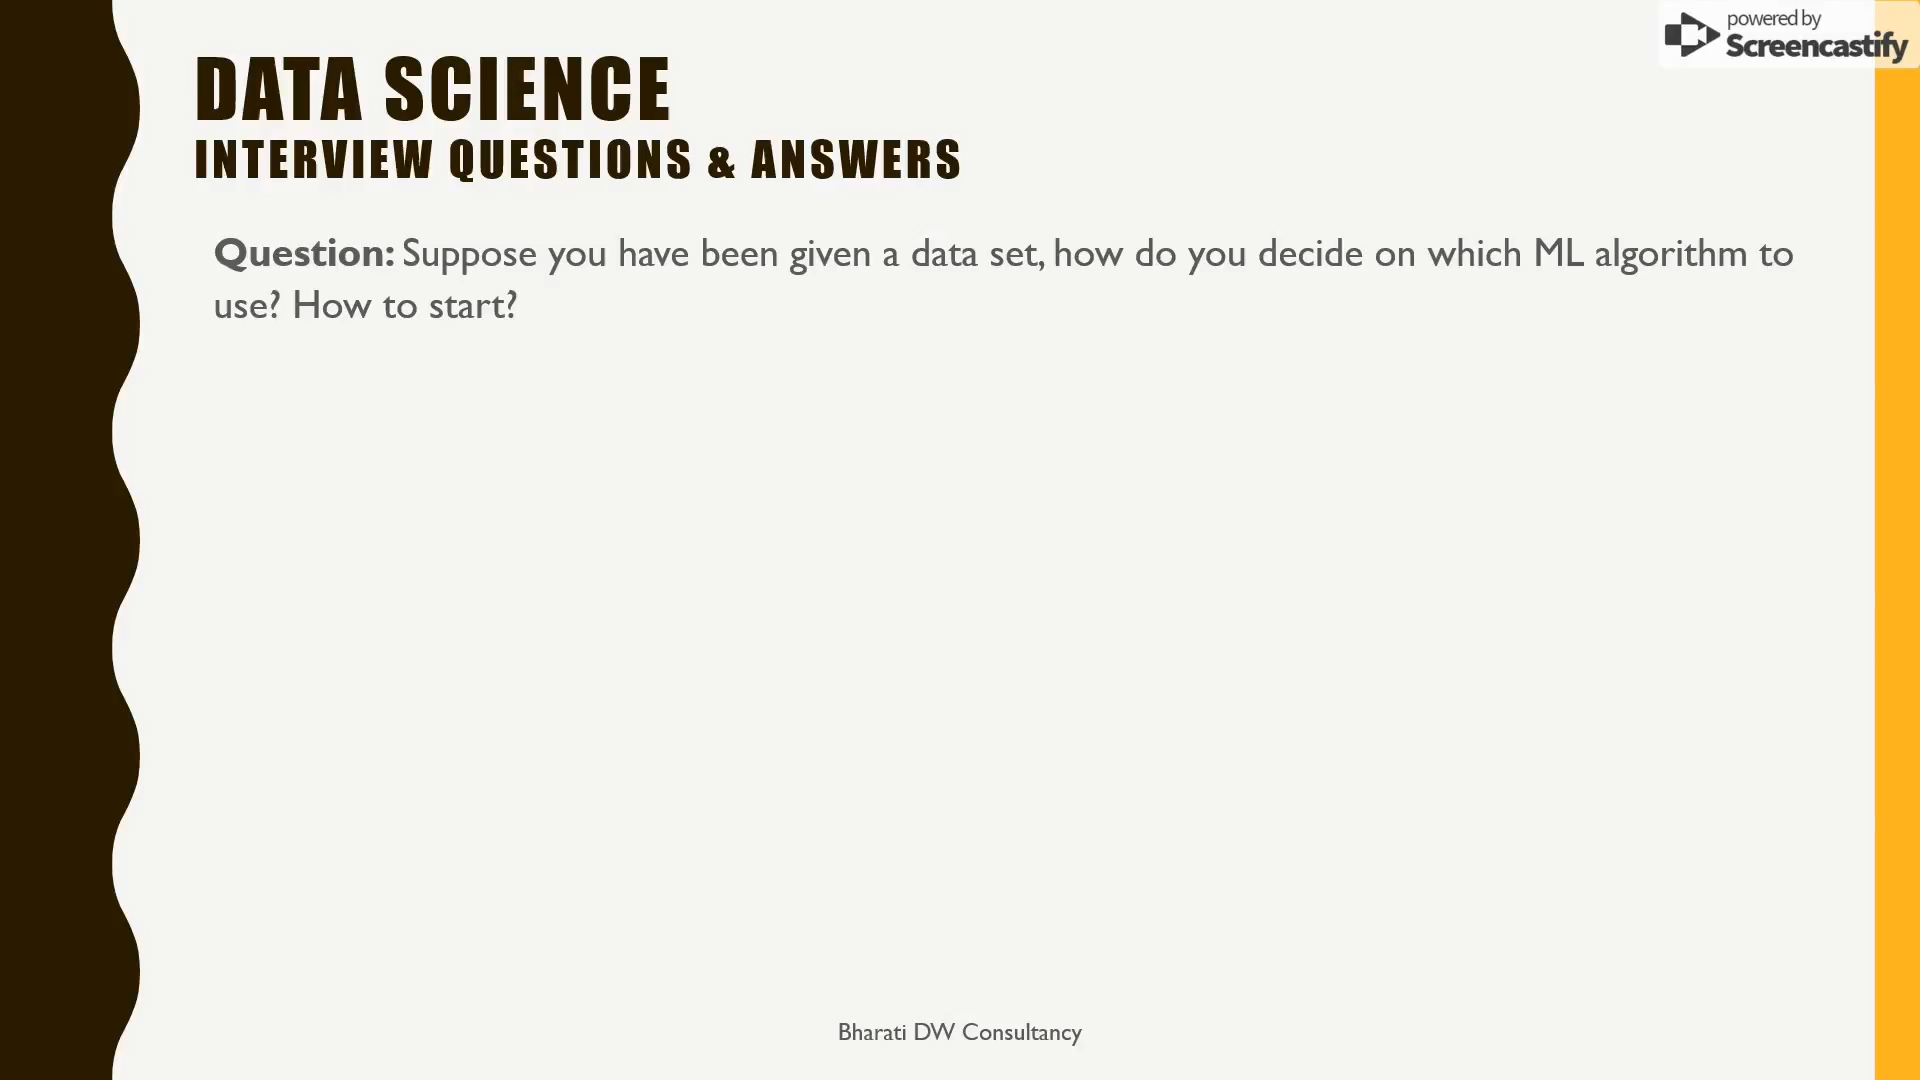 powered by
Screencastify
DATA SCIENCE
INTERVIEW QUESTIONS & ANSWERS
Question: Suppose you have been given a data set, how do you decide on which ML algorithm to
use? How to start?
Bharati DW Consultancy